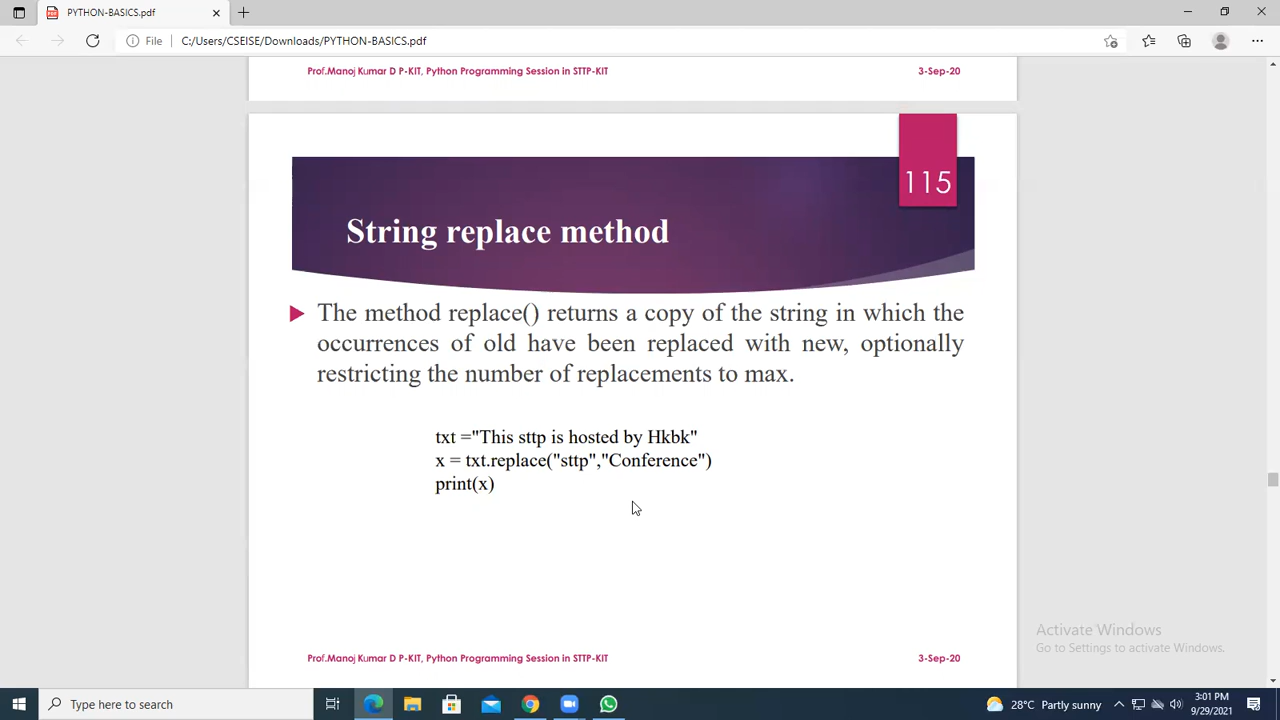 PYTHON-BASICS.pdf
File
C:/Users/CSEISE/Downloads/PYTHON-BASICS.pdf
Prof.Manoj Kumar D P-KIT, Python Programming Session in STTP-KIT
3-Sep-20
115
String replace method
The method replace() returns a copy of the string in which the
occurrences of old have been replaced with new, optionally
restricting the number of replacements to max.
txt ="This sttp is hosted by Hkbk"
x = txt.replace("sttp","Conference")
print(x)
Activate Windows
Go to Settings to activate Windows.
Prof.Manoj Kumar D P-KIT, Python Programming Session in STTP-KIT
3-Sep-20
Type here to search
28°C Partly sunny
3:01 PM
9/29/2021